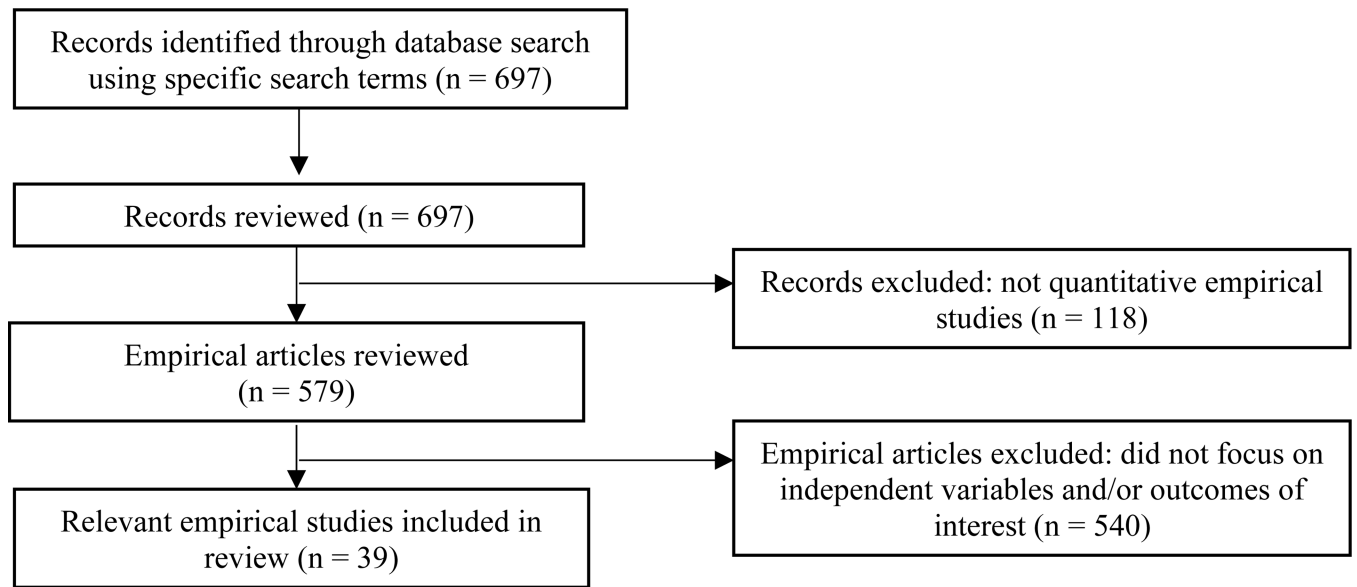 Records identified through database search
using specific search terms (n = 697)
Records reviewed (n = 697)
Records excluded: not quantitative empirical
studies (n = 118)
Empirical articles reviewed
(n = 579)
Empirical articles excluded: did not focus on
independent variables and/or outcomes of
interest (n = 540)
Relevant empirical studies included in
review (n = 39)